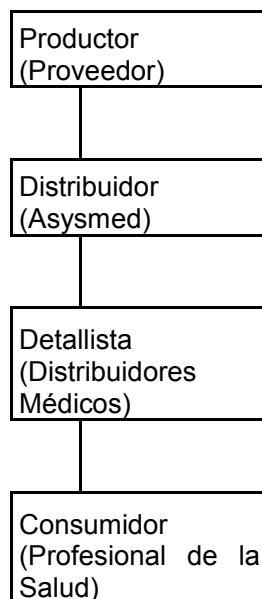 Productor
(Proveedor)
Distribuidor
(Asysmed)
Detallista
(Distribuidores
Médicos)
Consumidor
(Profesional de la
Salud)